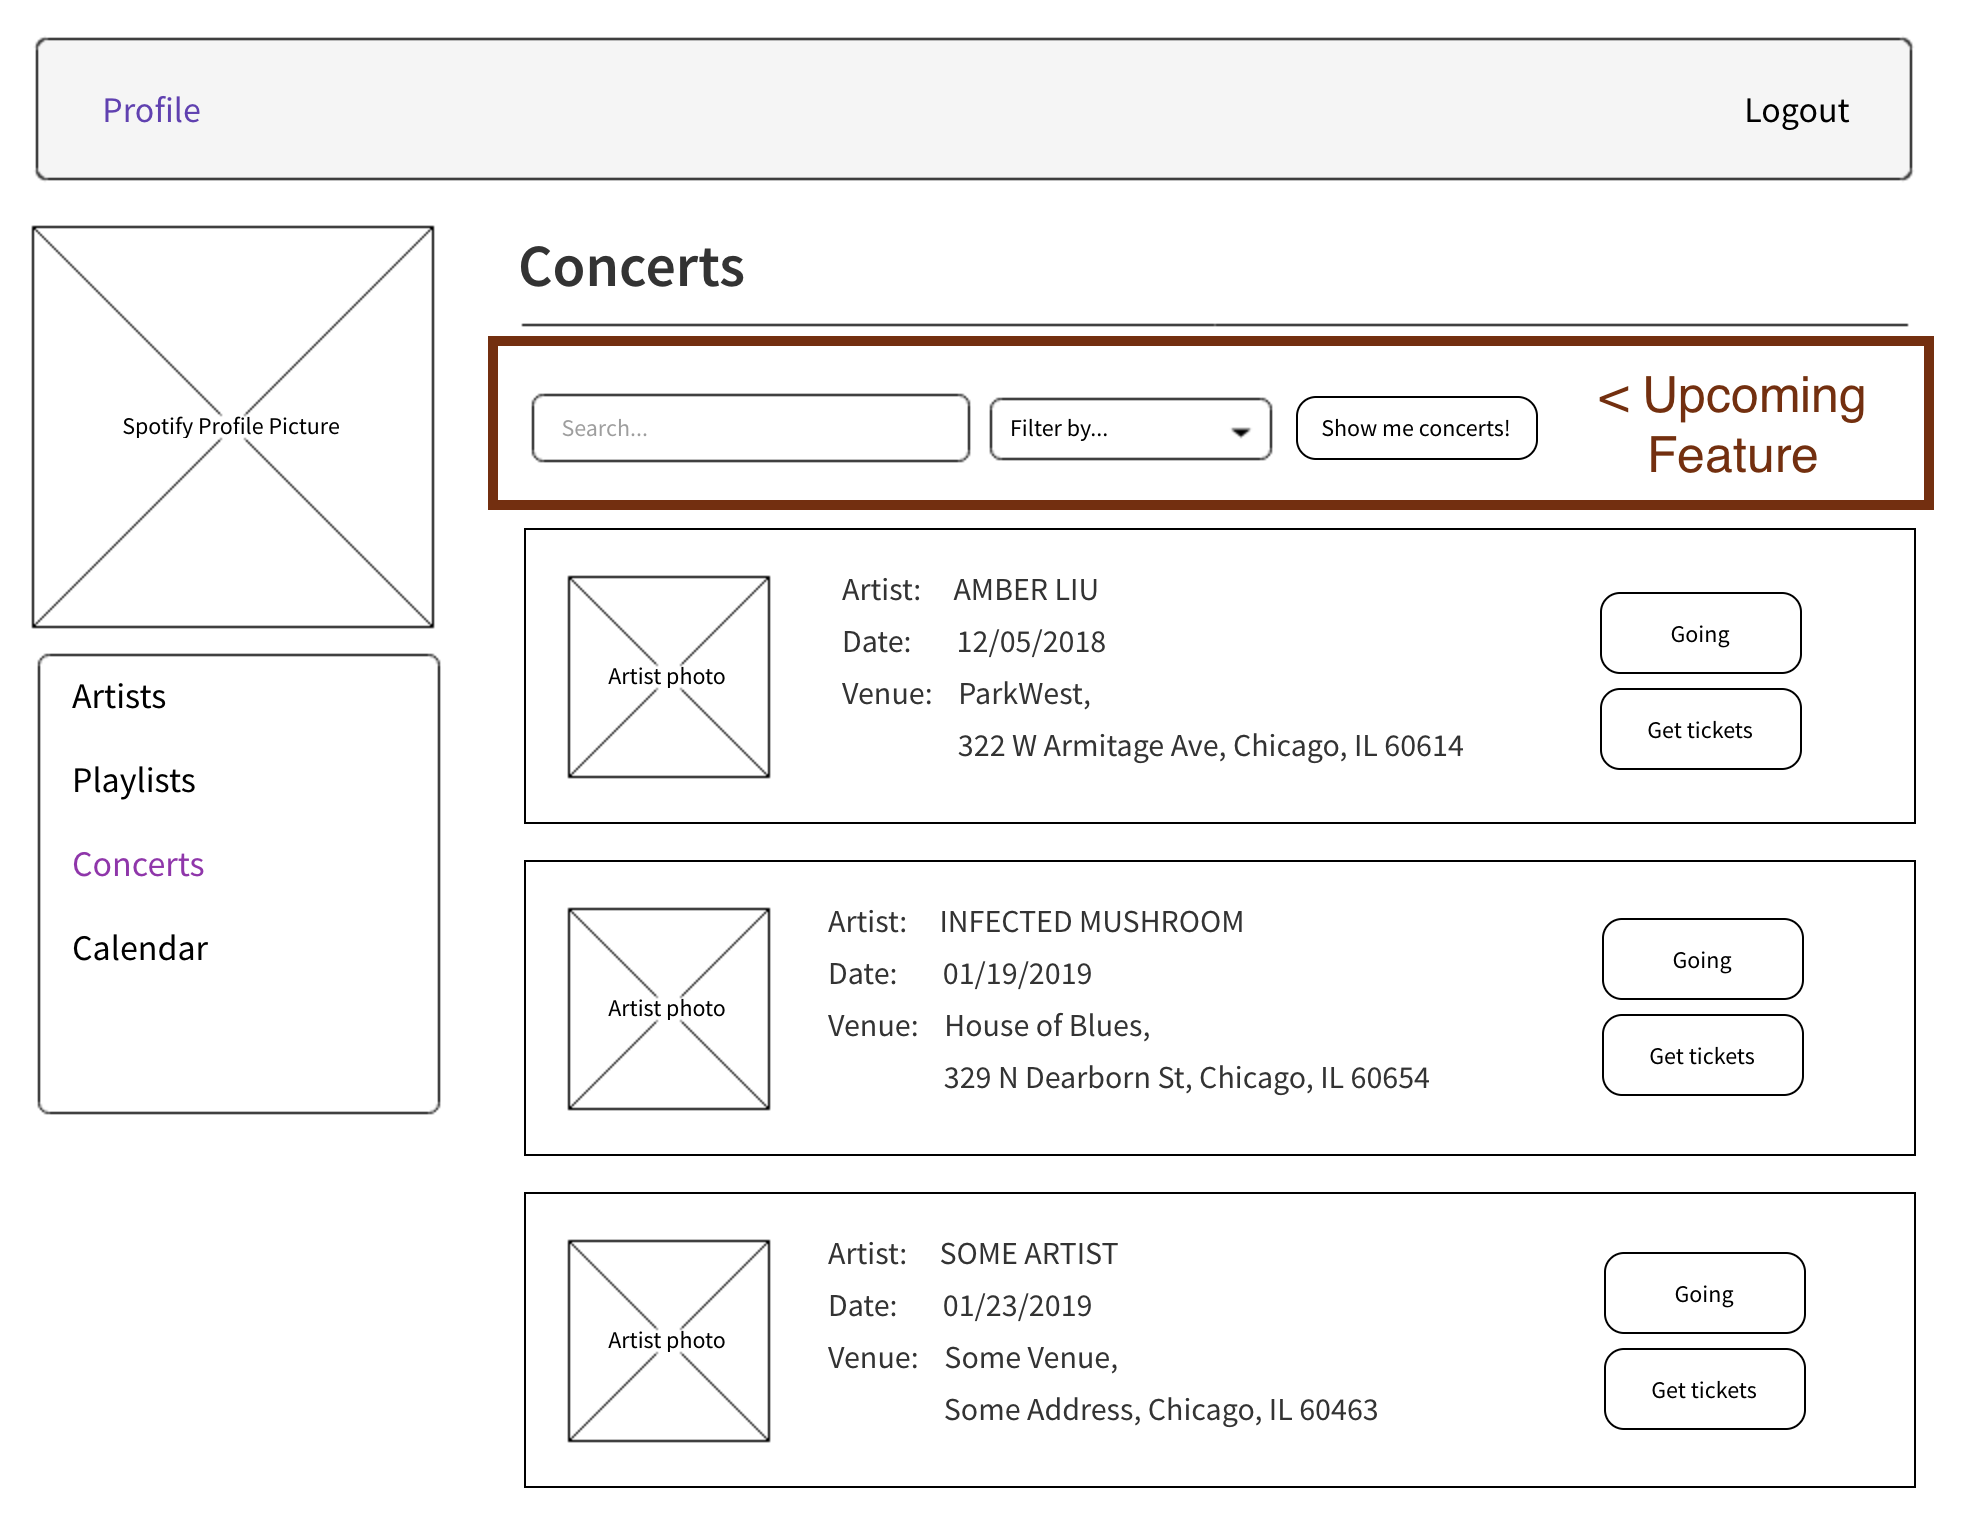 Profile
Logout
Spotify Profile Picture
Artists
Playlists
Concerts
Calendar
Concerts
Search...
Filter by...
Show me concerts!
< Upcoming
Feature
Artist photo
Artist: AMBER LIU
Date: 12/05/2018
Venue: ParkWest,
322 W Armitage Ave, Chicago, IL 60614
Going
Get tickets
Artist photo
Artist: INFECTED MUSHROOM
Date: 01/19/2019
Venue: House of Blues,
329 N Dearborn St, Chicago, IL 60654
Going
Get tickets
Artist photo
Artist: SOME ARTIST
Date: 01/23/2019
Venue: Some Venue,
Some Address, Chicago, IL 60463
Going
Get tickets